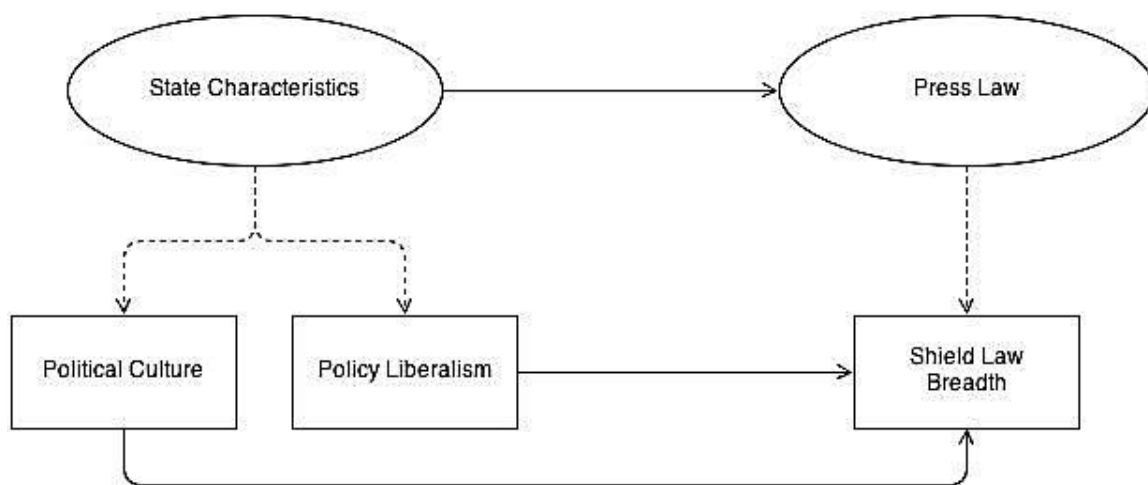 State Characteristics
Press Law
Political Culture
Policy Liberalism
Shield Law
Breadth